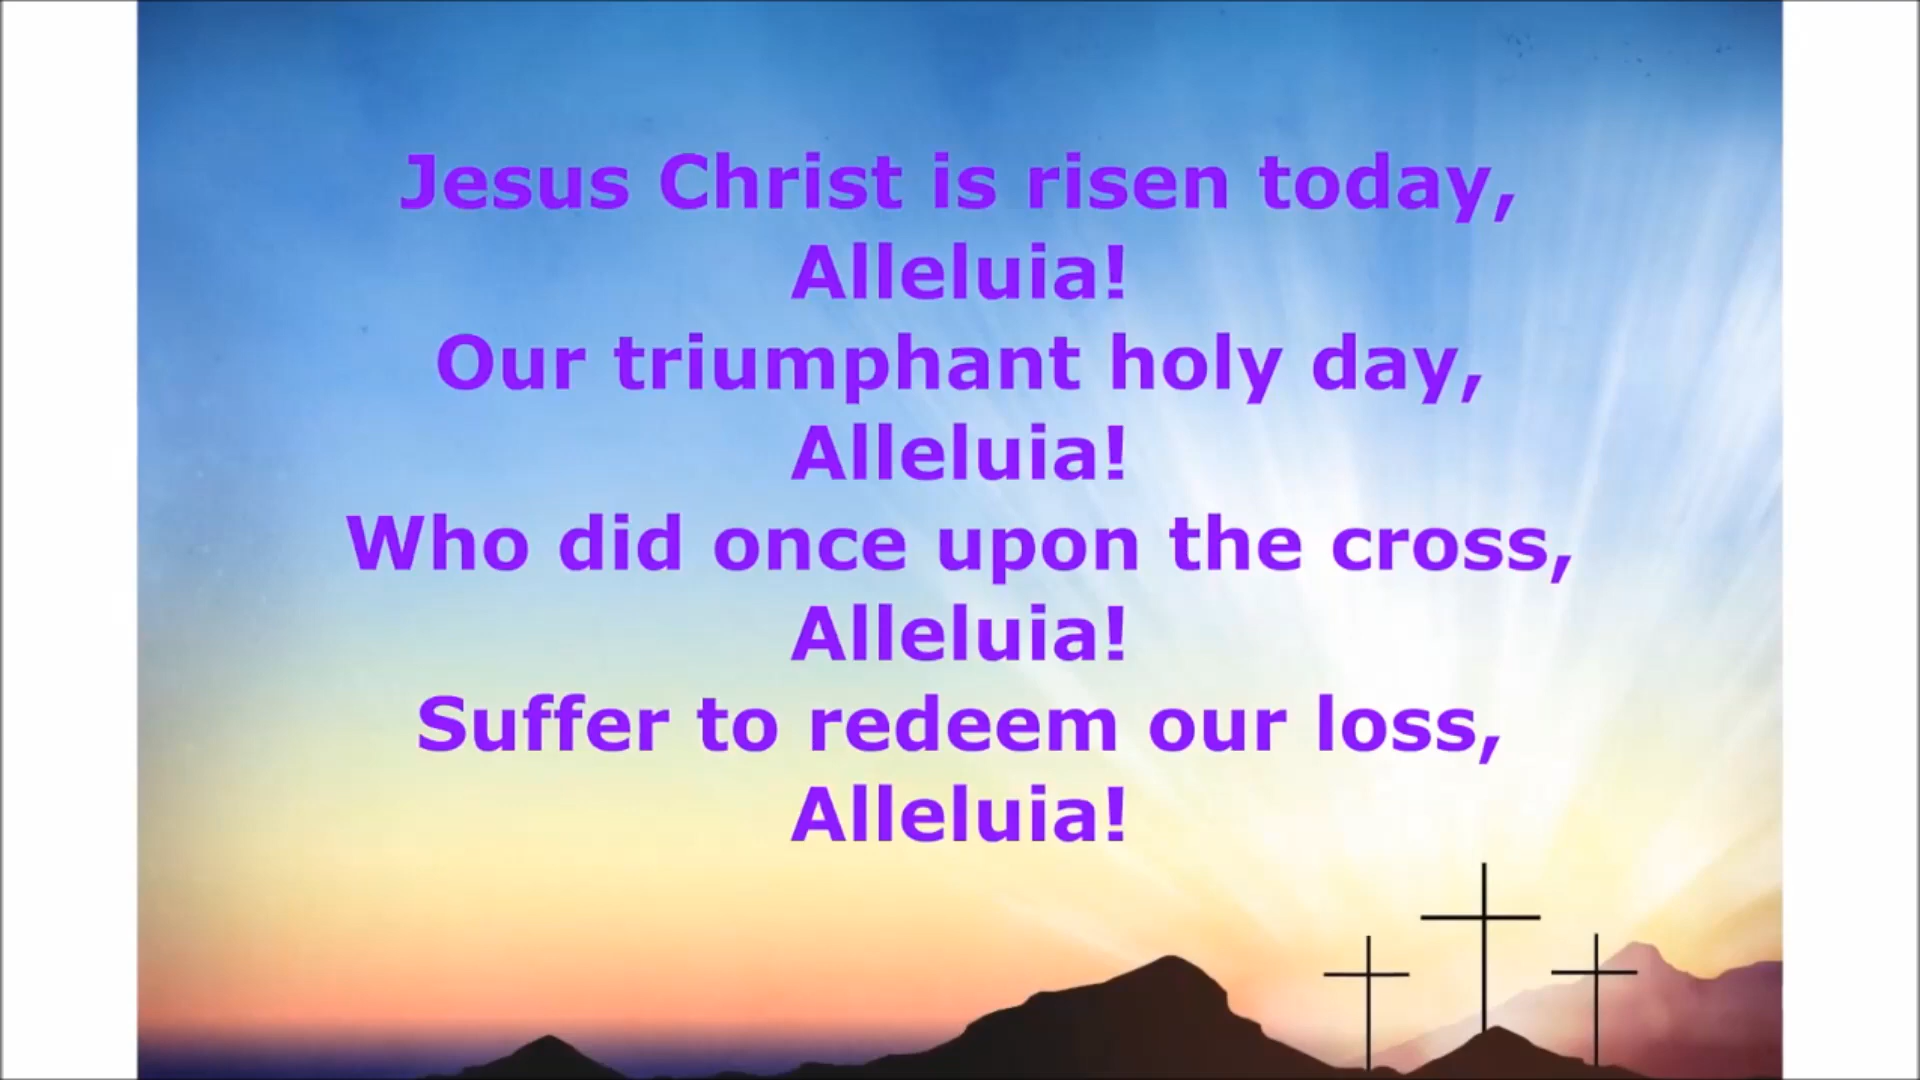 Jesus Christ is risen today,
Alleluia!
Our triumphant holy day,
Alleluia!
Who did once upon the cross,
Alleluia!
Suffer to redeem our loss,
Alleluia!